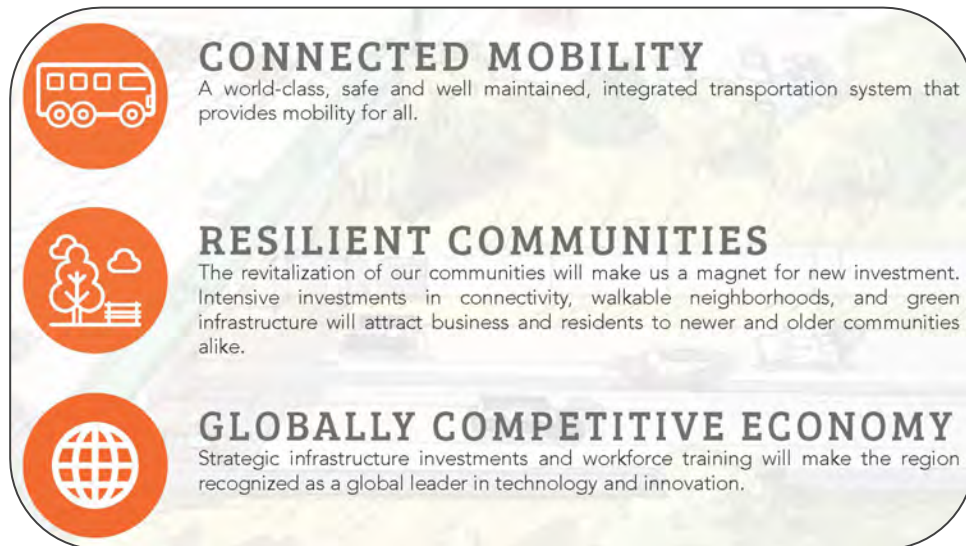 CONNECTED MOBILITY
A world-class, safe and well maintained, integrated transportation system that
provides mobility for all.
RESILIENT COMMUNITIES
The revitalization of our communities will make us a magnet for new investment.
Intensive investments in connectivity, walkable neighborhoods, and green
infrastructure will attract business and residents to newer and older communities
alike.
GLOBALLY COMPETITIVE ECONOMY
Strategic infrastructure investments and workforce training will make the region
recognized as a global leader in technology and innovation.